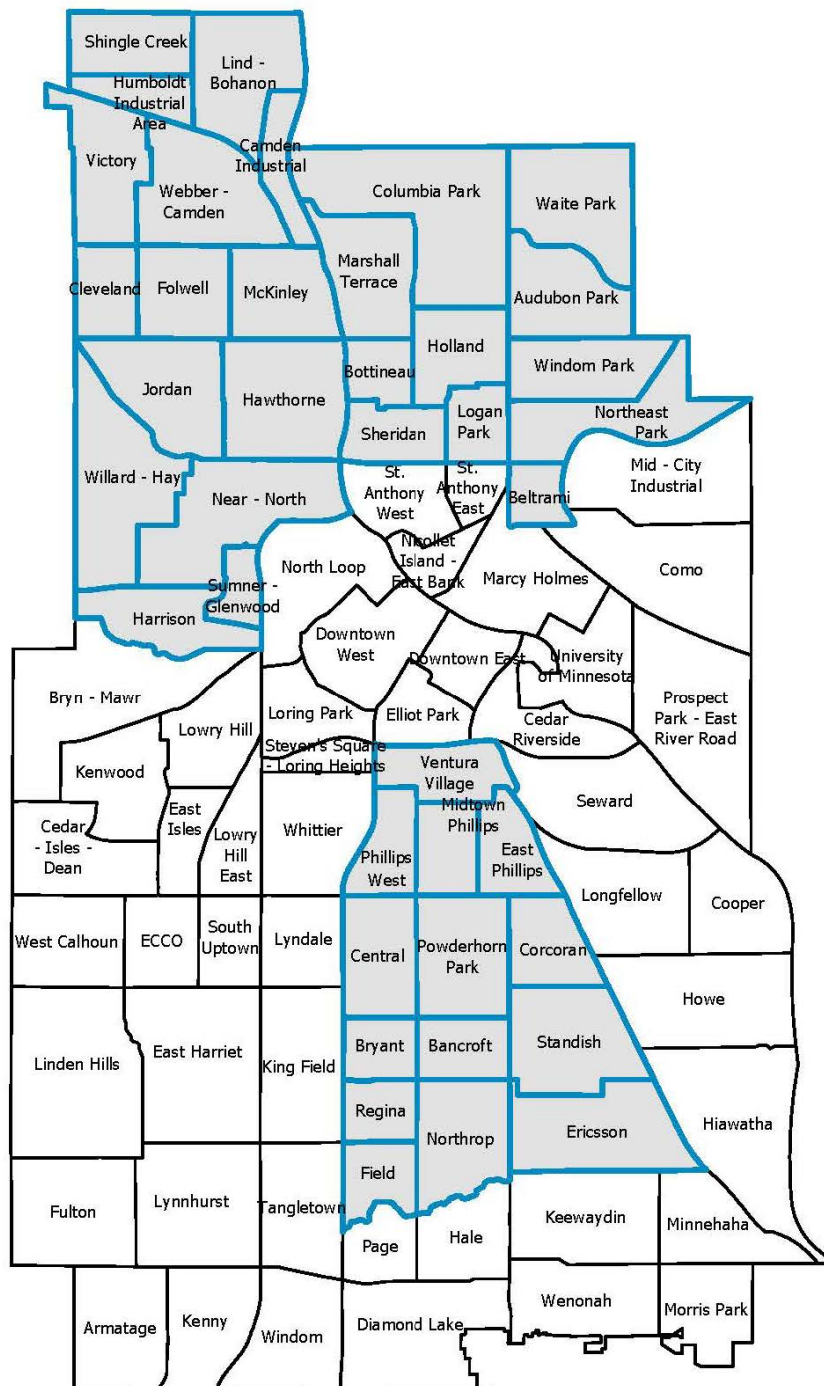 Shingle Creek
Lind -
Bohanon
Humboldt
Industrial
Area
Camden
Industrial
Victory
Webber -
Camden
Columbia Park
Waite Park
Marshall
Terrace
Cleveland
Folwell
McKinley
Audubon Park
Holland
Windom Park
Bottineau
Jordan
Hawthorne
Logan
Park
Northeast
Park
Sheridan
Willard - Hay
St.
Anthony
West
St.
Anthony
East
Mid - City
Industrial
Beltrami
Near - North
Nicollet
Island -
East Bank
North Loop
Marcy Holmes
Como
Sumner -
Glenwood
Harrison
Downtown
West
Downtown East
University
of Minnesota
Bryn - Mawr
Prospect
Park - East
River Road
Lowry Hill
Loring Park
Elliot Park
Cedar
Riverside
Steven's Square
- Loring Heights
Kenwood
Ventura
Village
Seward
Midtown
Phillips
East
Isles
Cedar
- Isles -
Dean
Lowry
Hill
East
Whittier
Phillips
West
East
Phillips
Longfellow
Cooper
West Calhoun
ECCO
South
Uptown
Lyndale
Central
Powderhorn
Park
Corcoran
Howe
Linden Hills
East Harriet
King Field
Bryant
Bancroft
Standish
Regina
Northrop
Ericsson
Hiawatha
Field
Fulton
Lynnhurst
Tangletown
Page
Hale
Keewaydin
Minnehaha
Armatage
Kenny
Windom
Diamond Lake
Wenonah
Morris Park